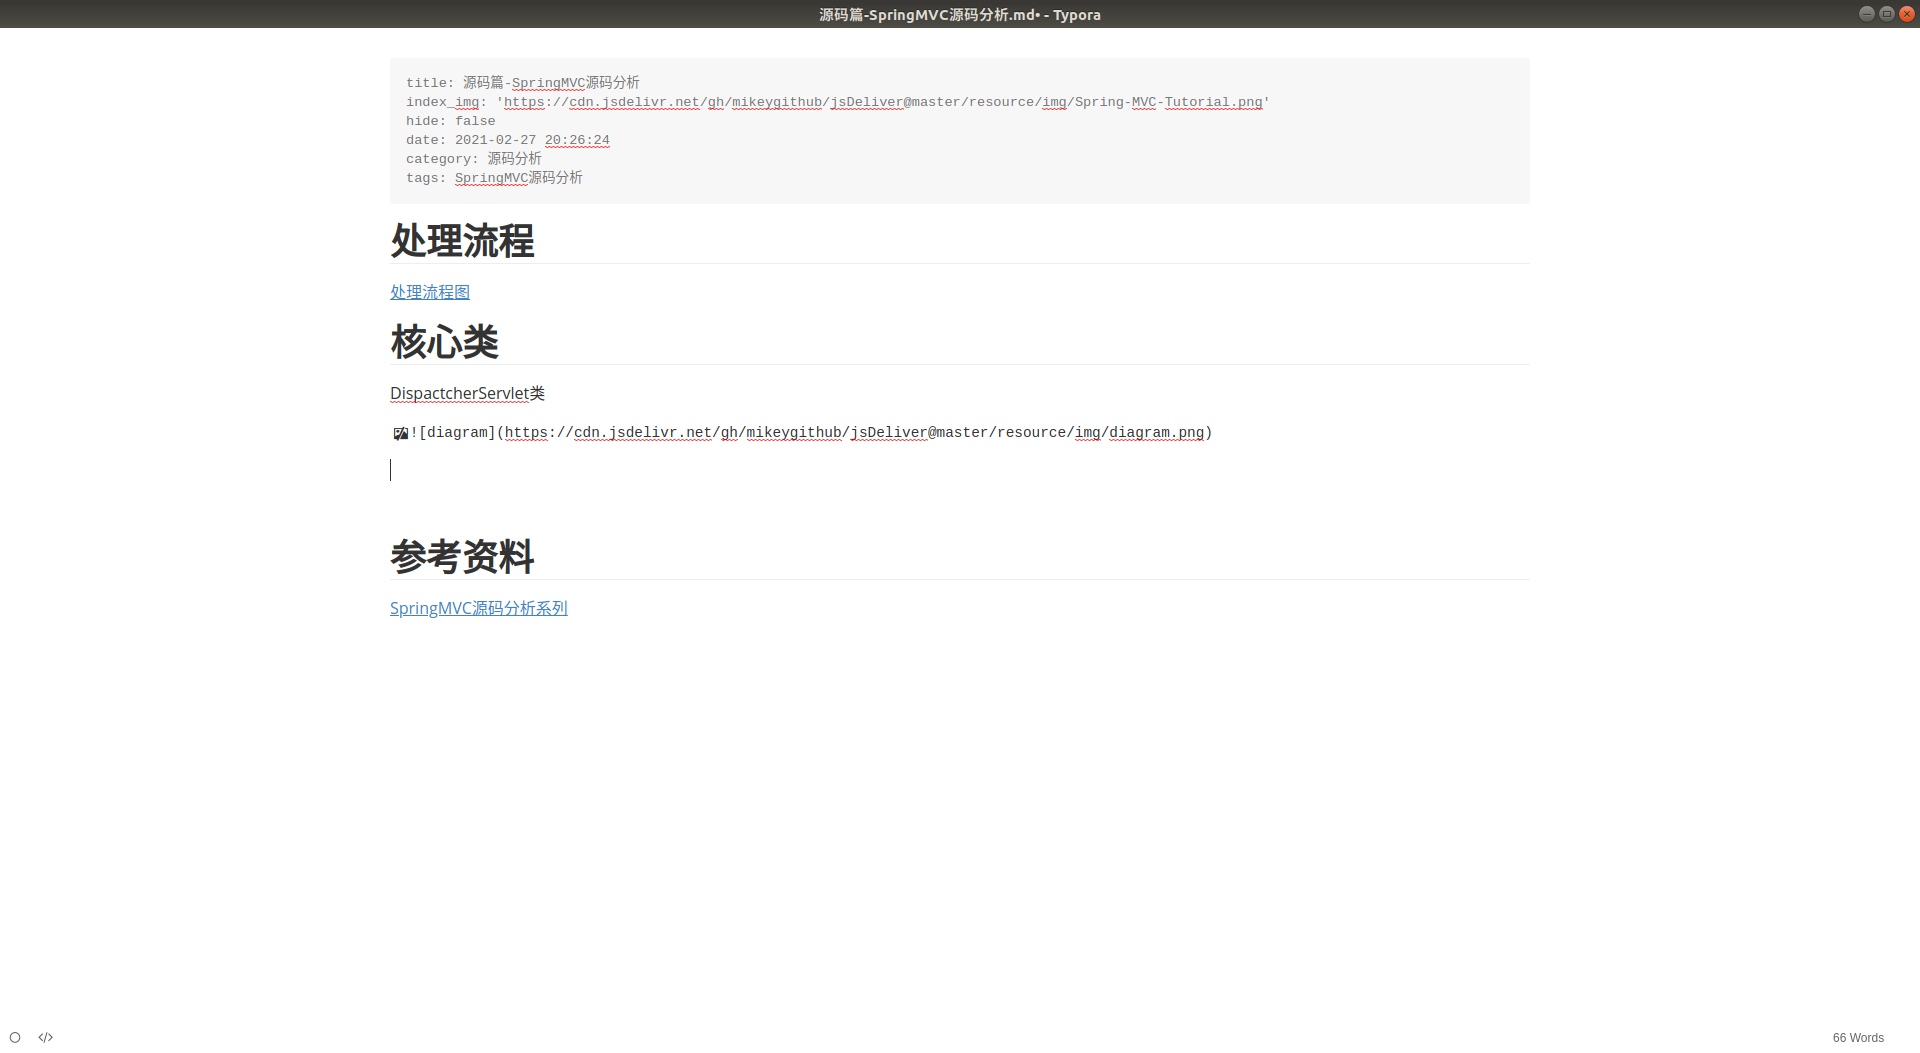 源码篇-SpringMVC源码分析.md• - Typora
title: 源码篇-SpringMVC源码分析
index_img: 'https://cdn.jsdelivr.net/gh/mikeygithub/jsDeliver@master/resource/img/Spring-MVC-Tutorial.png'
hide: false
date: 2021-02-27 20:26:24
category: 源码分析
tags: SpringMVC源码分析
处理流程
处理流程图
核心类
DispactcherServlet类
![diagram](https://cdn.jsdelivr.net/gh/mikeygithub/jsDeliver@master/resource/img/diagram.png)
参考资料
SpringMVC源码分析系列
66 Words